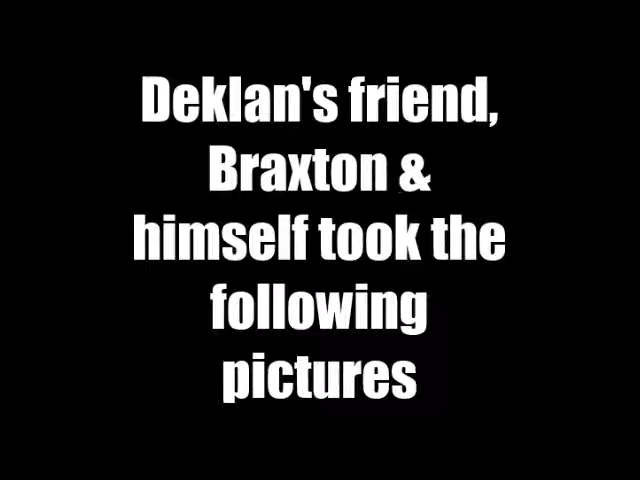 Deklan's friend,
Braxton &
himself took the
following
pictures